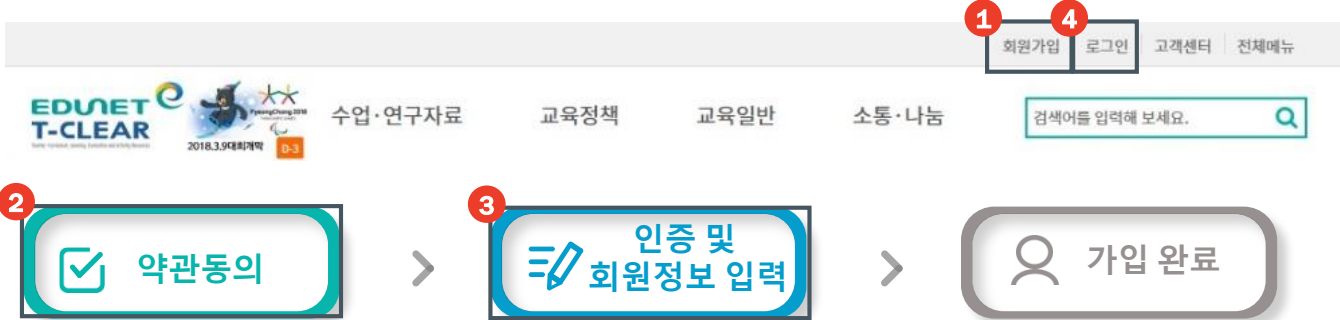 1 4
회원가입 로그인 고객센터 전체메뉴
EDUNET
T-CLEAR
PyeongChang 2018
2018.3.9대회개막 D-3
수업·연구자료 교육정책 교육일반 소통·나눔
검색어를 입력해 보세요.
2 3
약관동의
인증 및
회원정보 입력
가입 완료